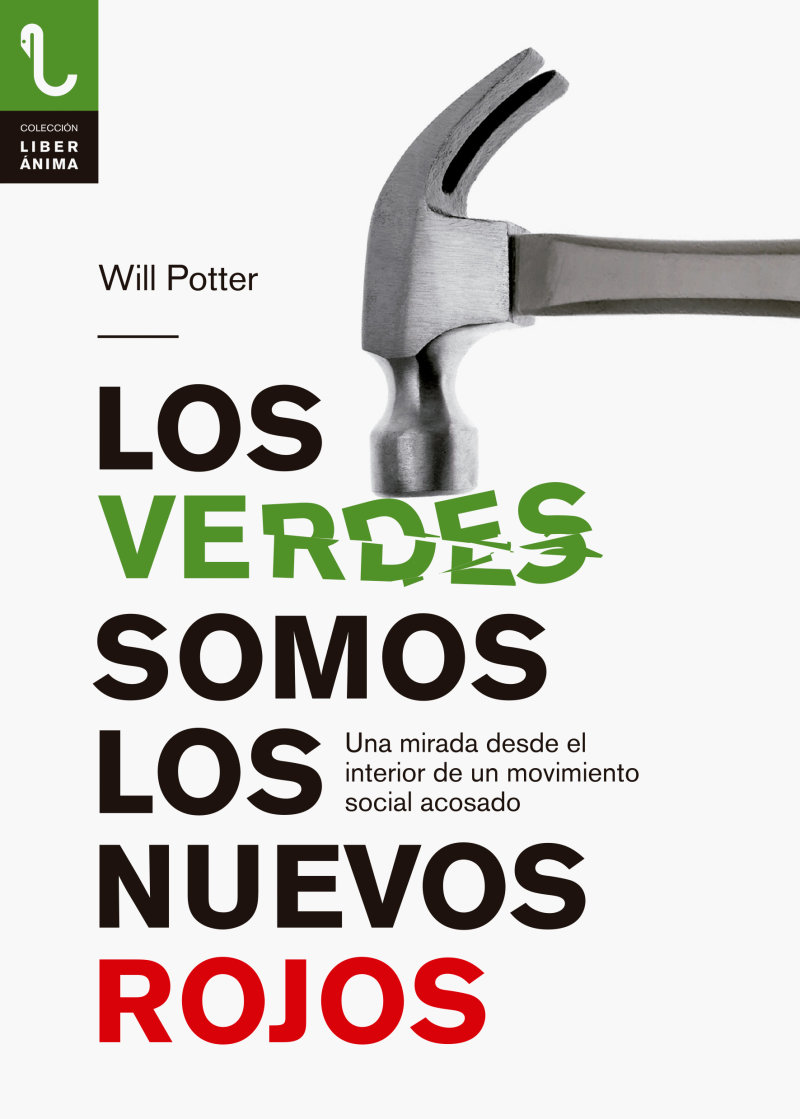 COLECCIÓN
LIBER
ÁNIMA
Will Potter
LOS
VERDES
SOMOS
LOS
Una mirada desde el
interior de un movimiento
social acosado
NUEVOS
ROJOS